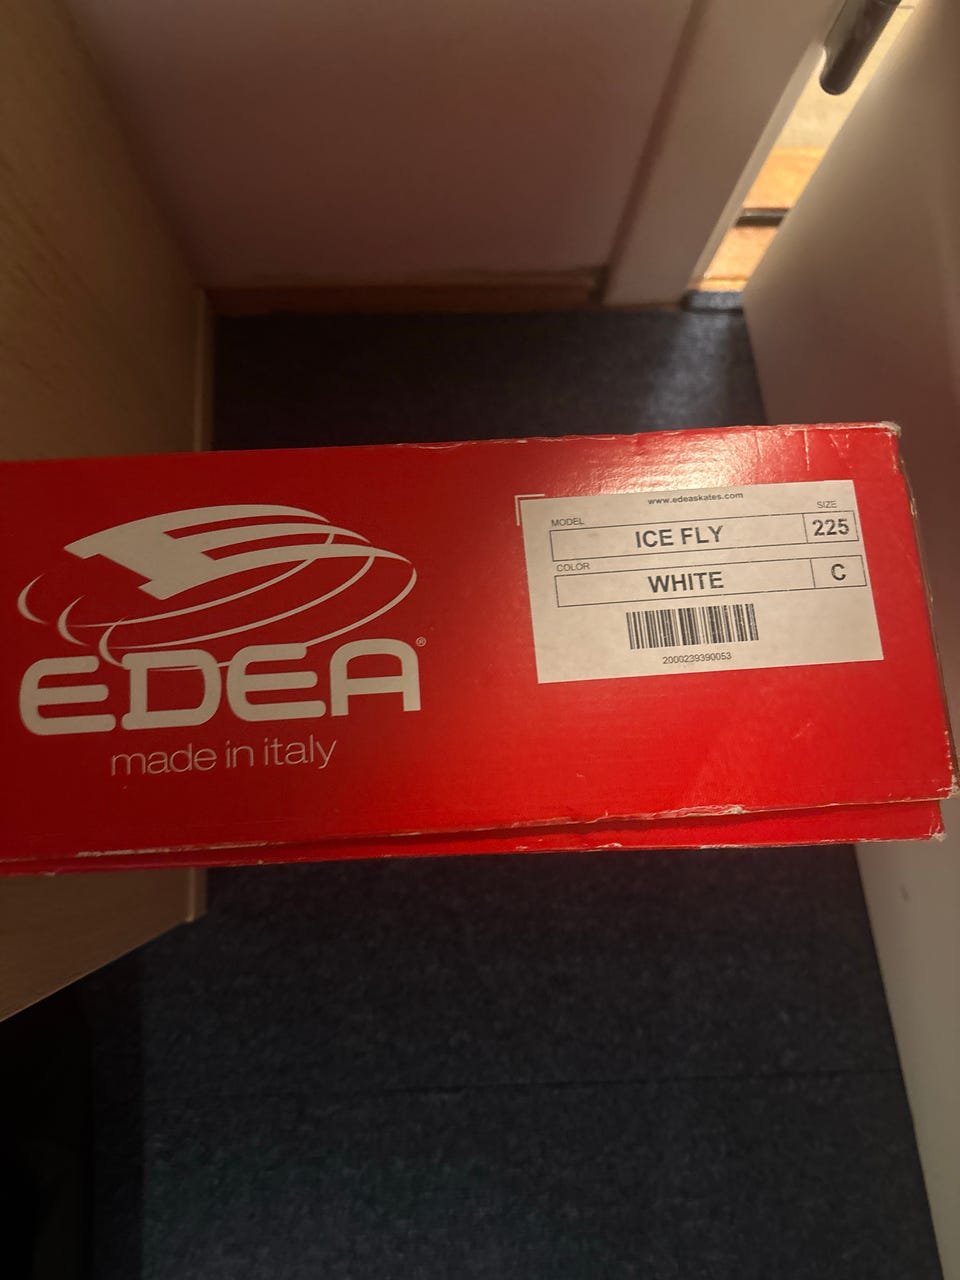 EDEA®
made in italy
www.edeaskates.com
MODEL SIZE
ICE FLY 225
COLOR
WHITE C
2000239390053